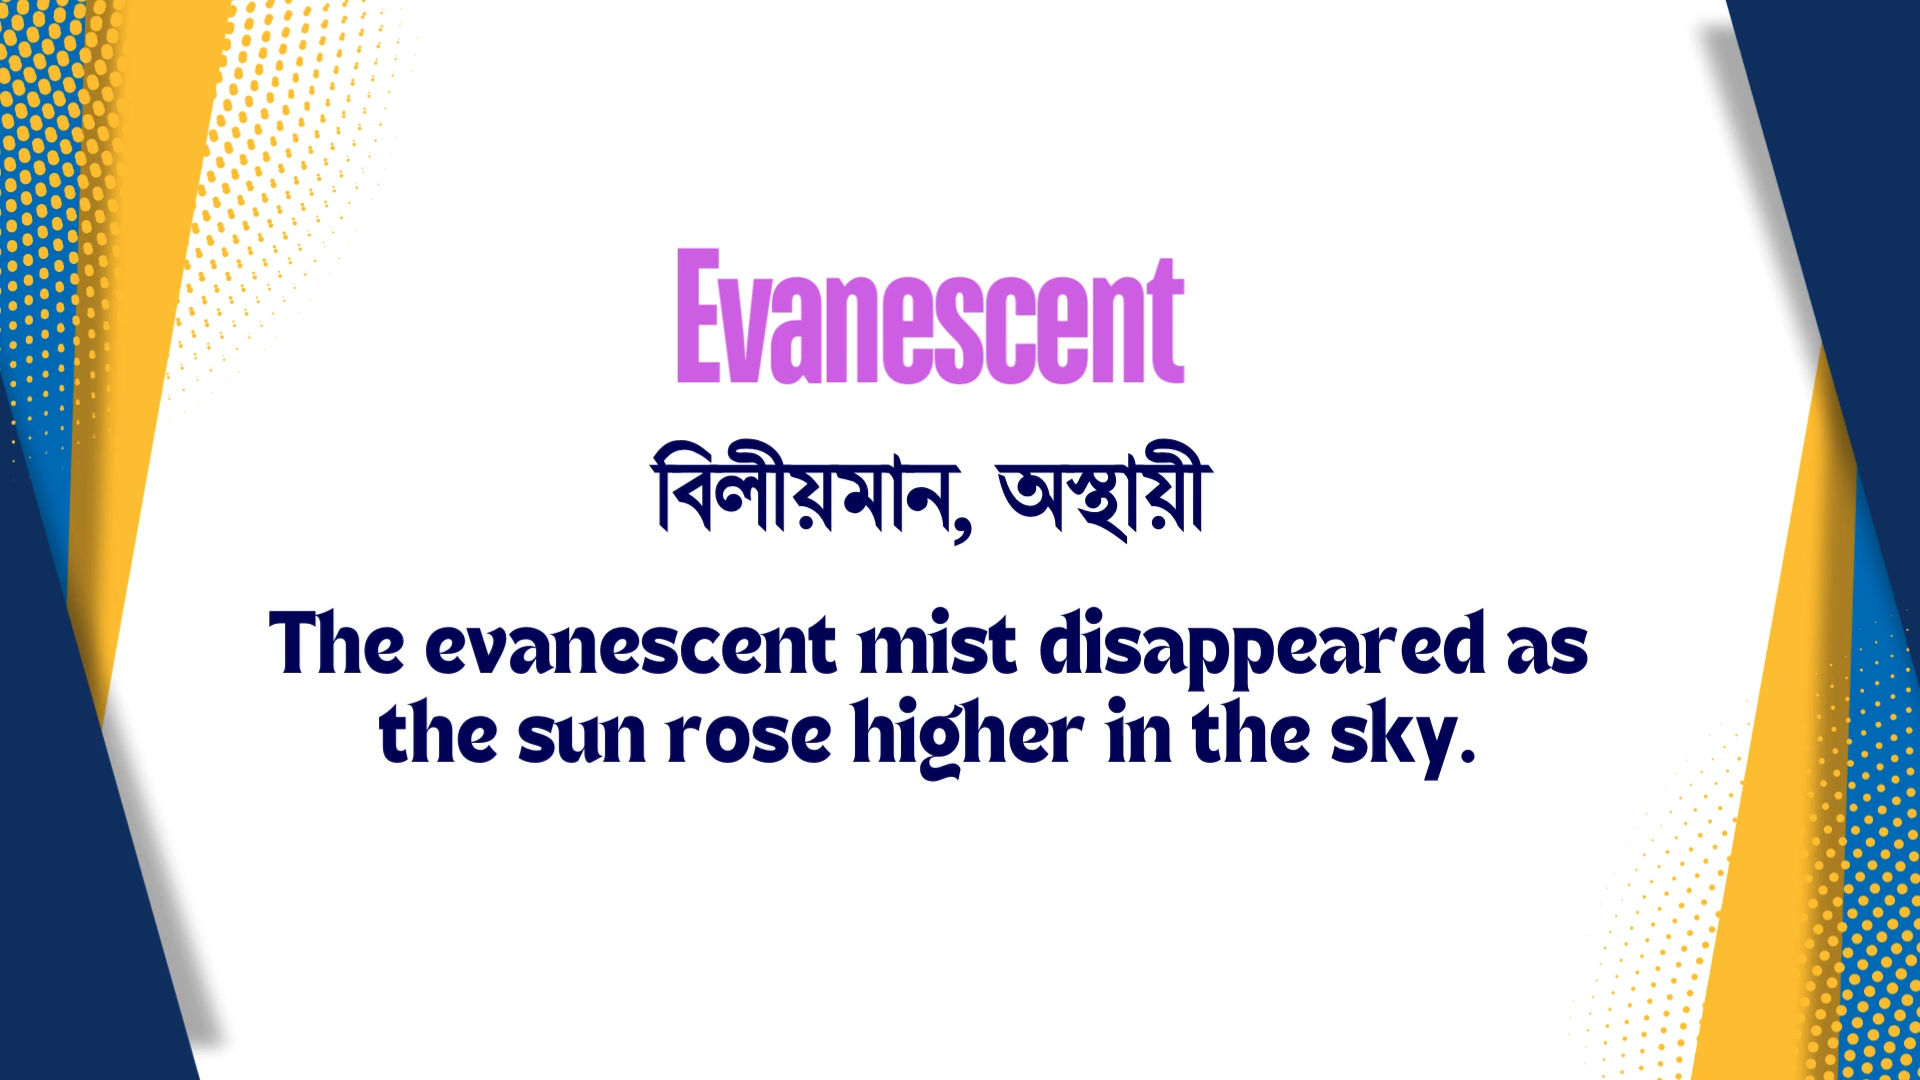 Evanescent
বিলীয়মান, অস্থায়ী
The evanescent mist disappeared as
the sun rose higher in the sky.